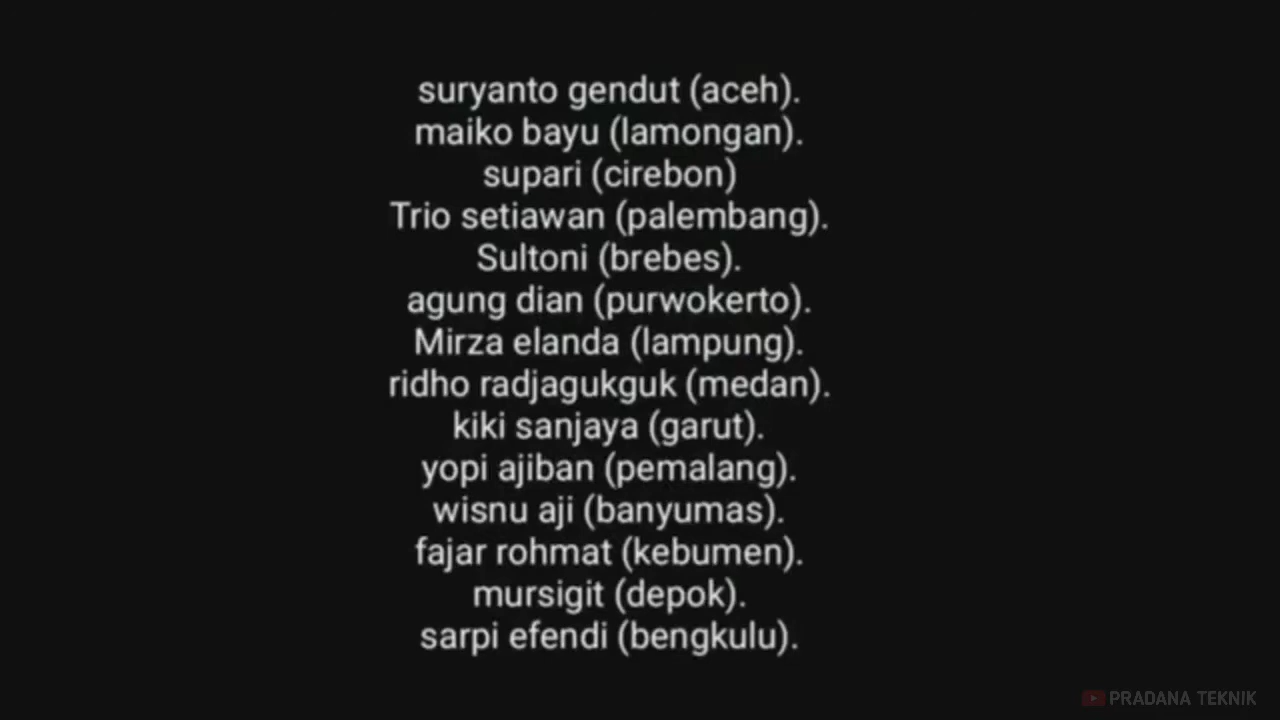 suryanto gendut (aceh).
maiko bayu (lamongan).
supari (cirebon)
Trio setiawan (palembang).
Sultoni (brebes).
agung dian (purwokerto).
Mirza elanda (lampung).
ridho radjagukguk (medan).
kiki sanjaya (garut).
yopi ajiban (pemalang).
wisnu aji (banyumas).
fajar rohmat (kebumen).
mursigit (depok).
sarpi efendi (bengkulu).
PRADANA TEKNIK